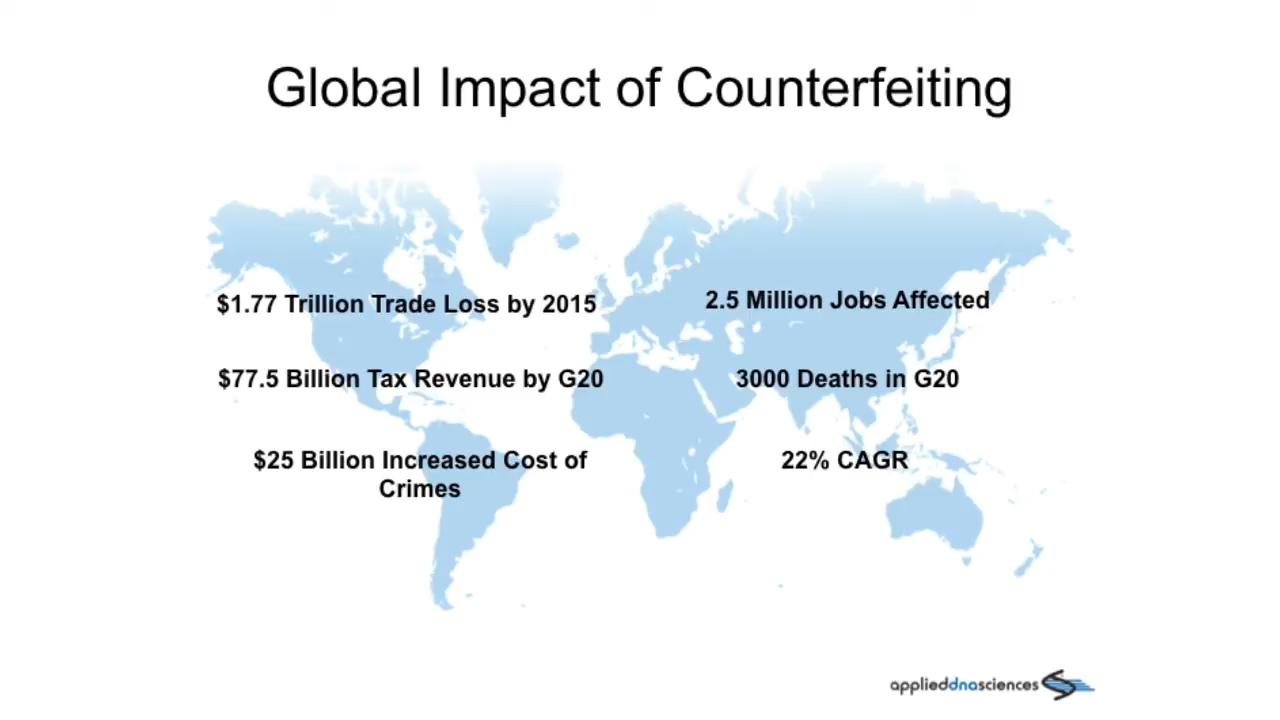 Global Impact of Counterfeiting
$1.77 Trillion Trade Loss by 2015
2.5 Million Jobs Affected
$77.5 Billion Tax Revenue by G20
3000 Deaths in G20
$25 Billion Increased Cost of
Crimes
22% CAGR
applieddnasciences